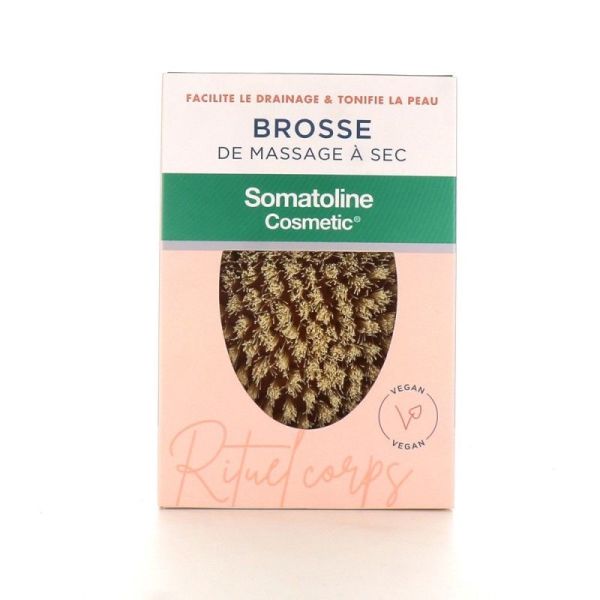 FACILITE LE DRAINAGE & TONIFIE LA PEAU
BROSSE
DE MASSAGE À SEC
Somatoline
Cosmetic®
VEGAN
VEGAN
Rituel corps